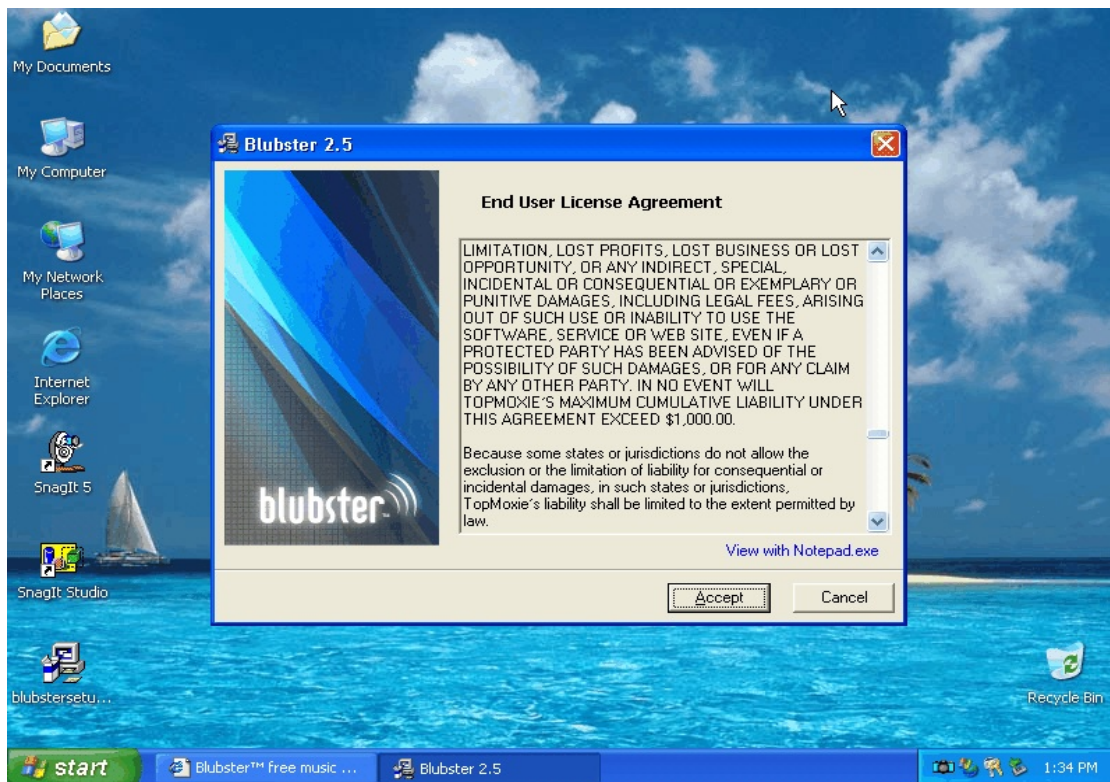 My Documents
My Computer
My Network
Places
Internet
Explorer
SnagIt 5
SnagIt Studio
blubstersetu...
Blubster 2.5
End User License Agreement
LIMITATION, LOST PROFITS, LOST BUSINESS OR LOST
OPPORTUNITY, OR ANY INDIRECT, SPECIAL,
INCIDENTAL OR CONSEQUENTIAL OR EXEMPLARY OR
PUNITIVE DAMAGES, INCLUDING LEGAL FEES, ARISING
OUT OF SUCH USE OR INABILITY TO USE THE
SOFTWARE, SERVICE OR WEB SITE, EVEN IF A
PROTECTED PARTY HAS BEEN ADVISED OF THE
POSSIBILITY OF SUCH DAMAGES, OR FOR ANY CLAIM
BY ANY OTHER PARTY. IN NO EVENT WILL
TOPMOXIE'S MAXIMUM CUMULATIVE LIABILITY UNDER
THIS AGREEMENT EXCEED $1,000.00.
Because some states or jurisdictions do not allow the
exclusion or the limitation of liability for consequential or
incidental damages, in such states or jurisdictions,
TopMoxie's liability shall be limited to the extent permitted by
law.
blubster
View with Notepad.exe
Accept
Cancel
Recycle Bin
start
Blubster™ free music ...
Blubster 2.5
1:34 PM